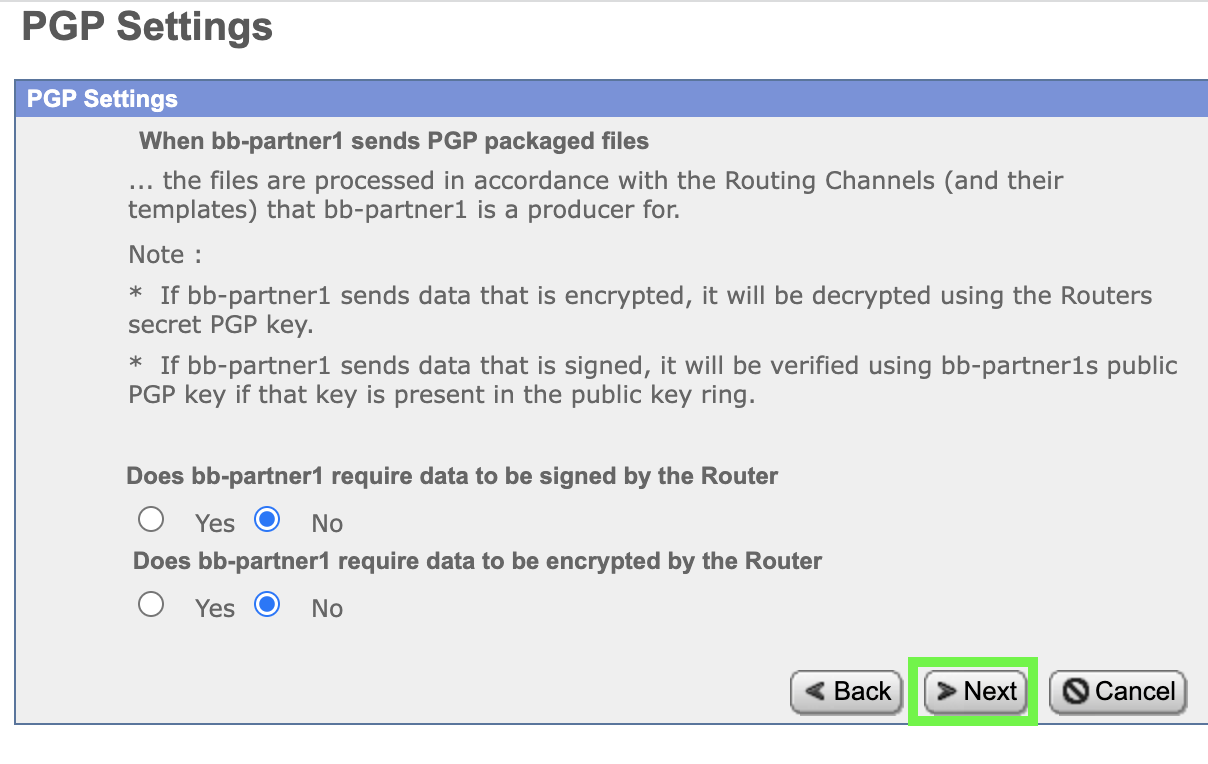 PGP Settings
PGP Settings
When bb-partner1 sends PGP packaged files
... the files are processed in accordance with the Routing Channels (and their
templates) that bb-partner1 is a producer for.
Note :
* If bb-partner1 sends data that is encrypted, it will be decrypted using the Routers
secret PGP key.
* If bb-partner1 sends data that is signed, it will be verified using bb-partner1s public
PGP key if that key is present in the public key ring.
Does bb-partner1 require data to be signed by the Router
Yes No
Does bb-partner1 require data to be encrypted by the Router
Yes No
Back Next Cancel